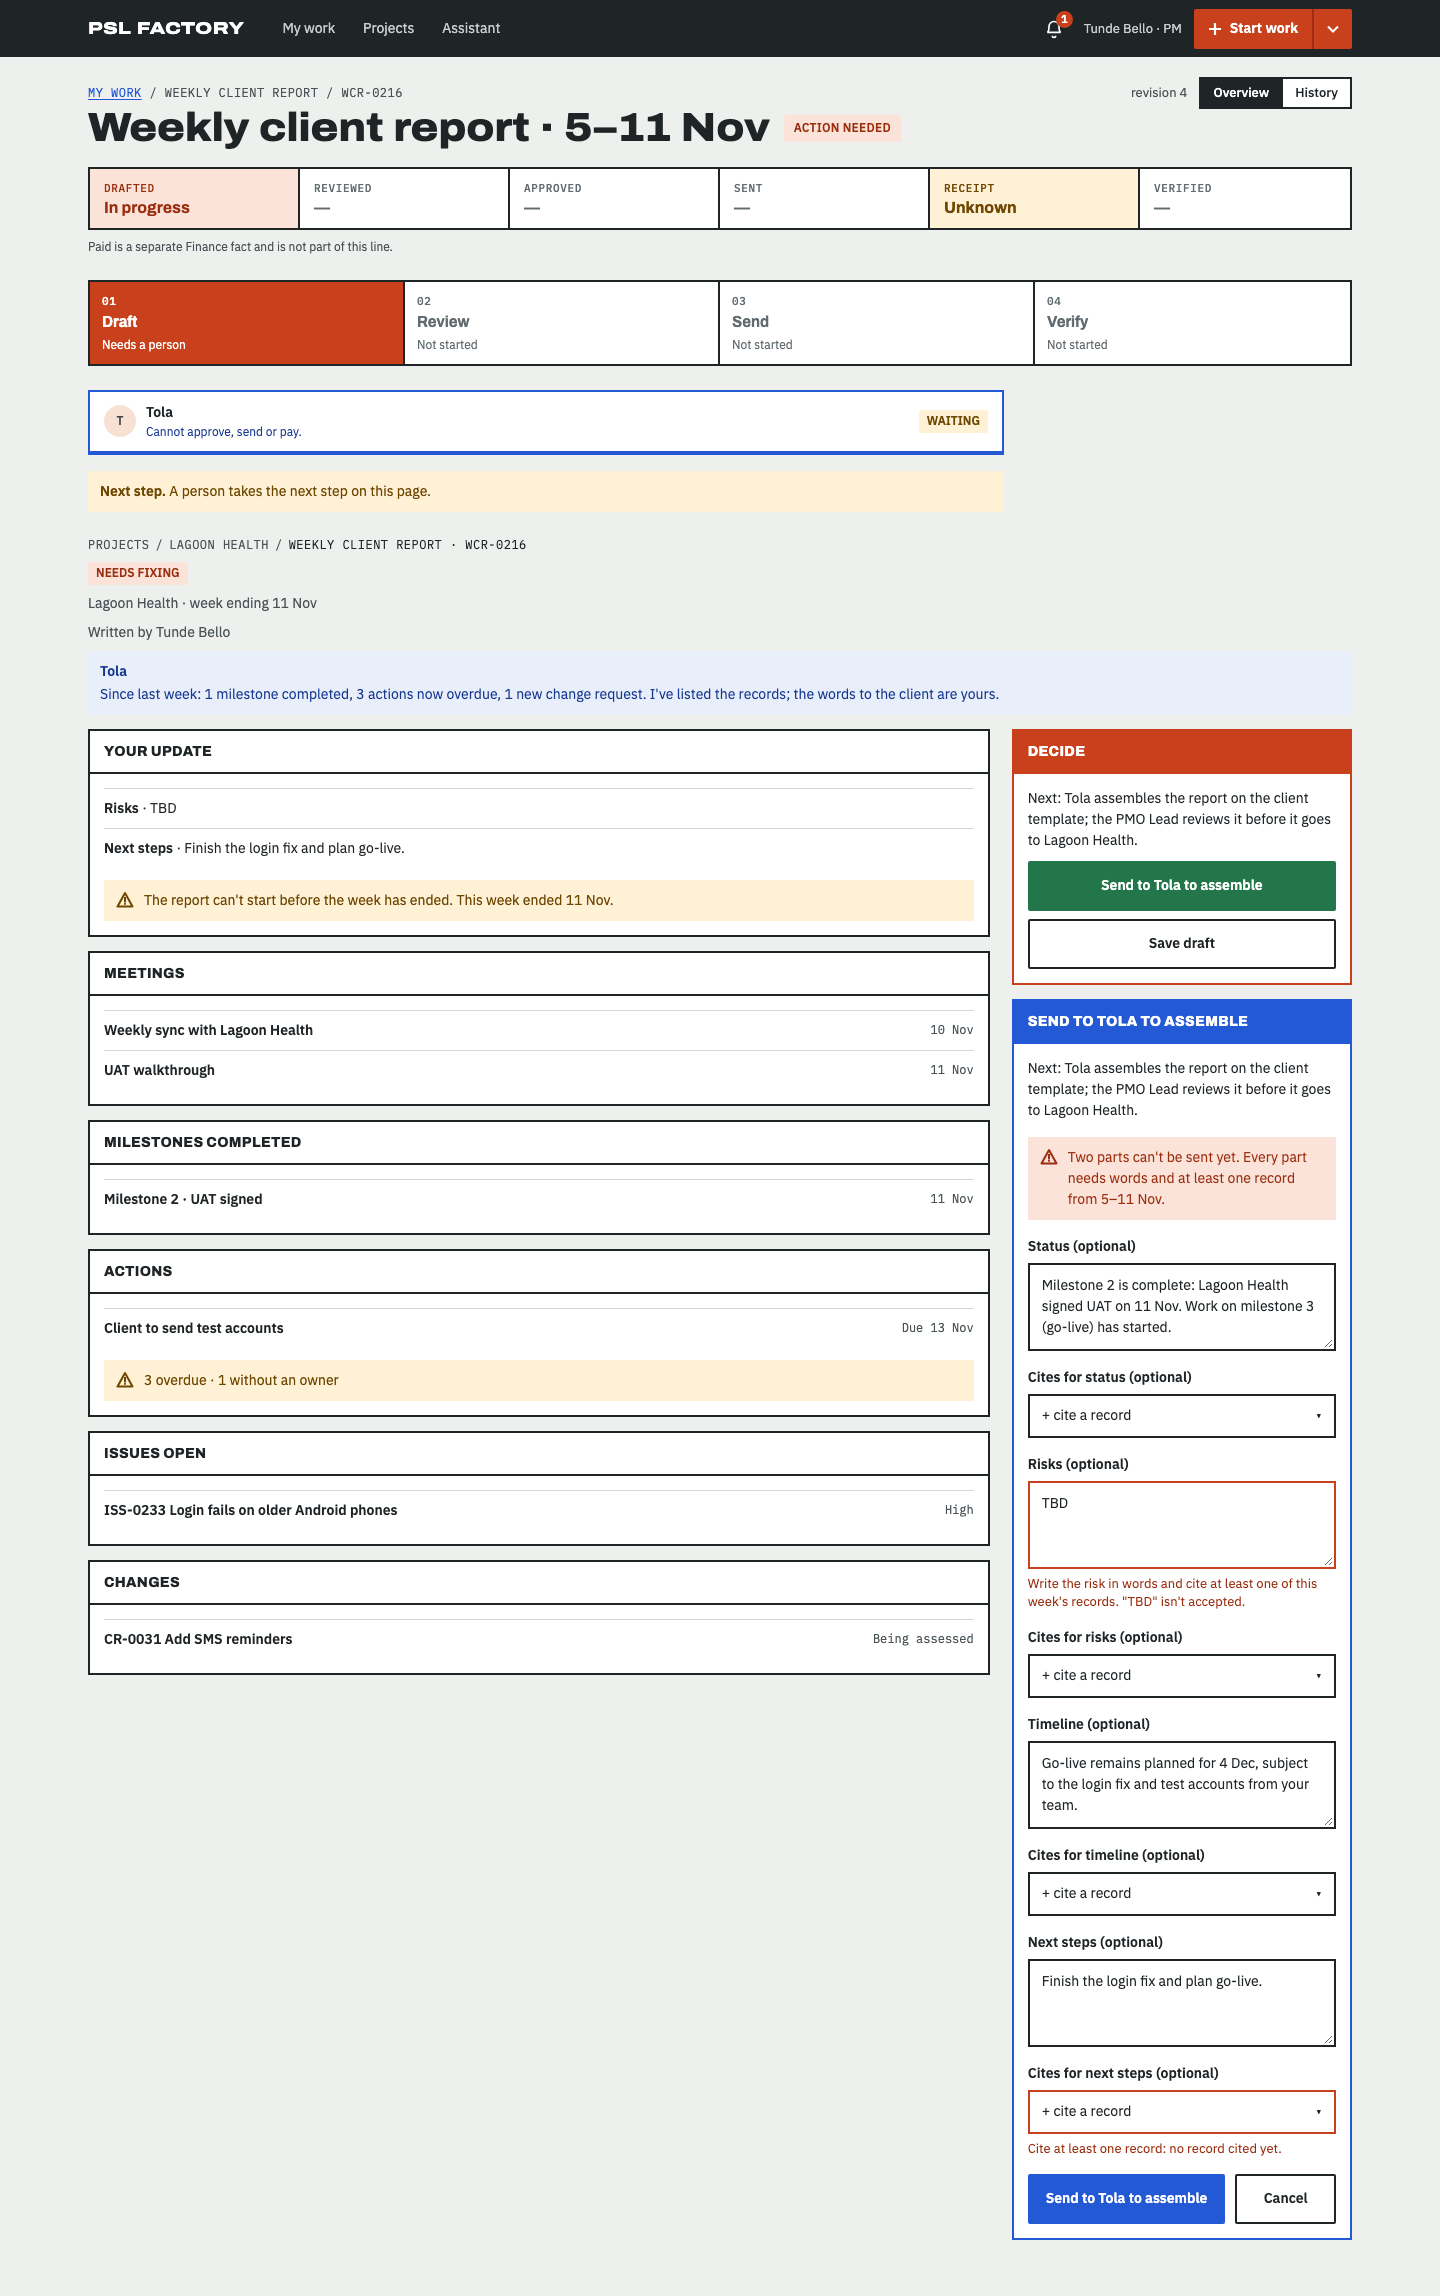 PSL FACTORY
My work
Projects
Assistant
1
Tunde Bello · PM
+ Start work
MY WORK / WEEKLY CLIENT REPORT / WCR-0216
revision 4
Overview
History
Weekly client report · 5–11 Nov
ACTION NEEDED
DRAFTED
In progress
REVIEWED
—
APPROVED
—
SENT
—
RECEIPT
Unknown
VERIFIED
—
Paid is a separate Finance fact and is not part of this line.
01
Draft
Needs a person
02
Review
Not started
03
Send
Not started
04
Verify
Not started
T
Tola
Cannot approve, send or pay.
WAITING
Next step. A person takes the next step on this page.
PROJECTS / LAGOON HEALTH / WEEKLY CLIENT REPORT · WCR-0216
NEEDS FIXING
Lagoon Health · week ending 11 Nov
Written by Tunde Bello
Tola
Since last week: 1 milestone completed, 3 actions now overdue, 1 new change request. I've listed the records; the words to the client are yours.
YOUR UPDATE
Risks · TBD
Next steps · Finish the login fix and plan go-live.
The report can't start before the week has ended. This week ended 11 Nov.
MEETINGS
Weekly sync with Lagoon Health
10 Nov
UAT walkthrough
11 Nov
MILESTONES COMPLETED
Milestone 2 · UAT signed
11 Nov
ACTIONS
Client to send test accounts
Due 13 Nov
3 overdue · 1 without an owner
ISSUES OPEN
ISS-0233 Login fails on older Android phones
High
CHANGES
CR-0031 Add SMS reminders
Being assessed
DECIDE
Next: Tola assembles the report on the client
template; the PMO Lead reviews it before it goes
to Lagoon Health.
Send to Tola to assemble
Save draft
SEND TO TOLA TO ASSEMBLE
Next: Tola assembles the report on the client
template; the PMO Lead reviews it before it goes
to Lagoon Health.
Two parts can't be sent yet. Every part
needs words and at least one record
from 5–11 Nov.
Status (optional)
Milestone 2 is complete: Lagoon Health
signed UAT on 11 Nov. Work on milestone 3
(go-live) has started.
Cites for status (optional)
+ cite a record
Risks (optional)
TBD
Write the risk in words and cite at least one of this
week's records. "TBD" isn't accepted.
Cites for risks (optional)
+ cite a record
Timeline (optional)
Go-live remains planned for 4 Dec, subject
to the login fix and test accounts from your
team.
Cites for timeline (optional)
+ cite a record
Next steps (optional)
Finish the login fix and plan go-live.
Cites for next steps (optional)
+ cite a record
Cite at least one record: no record cited yet.
Send to Tola to assemble
Cancel